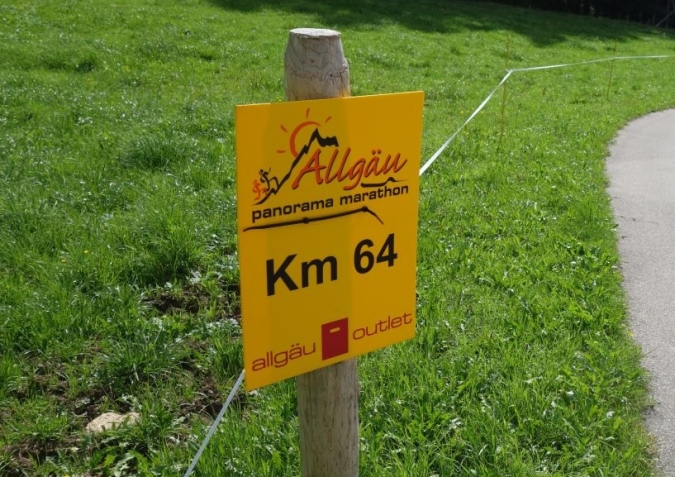 Allgäu
panorama marathon
Km 64
allgäu outlet